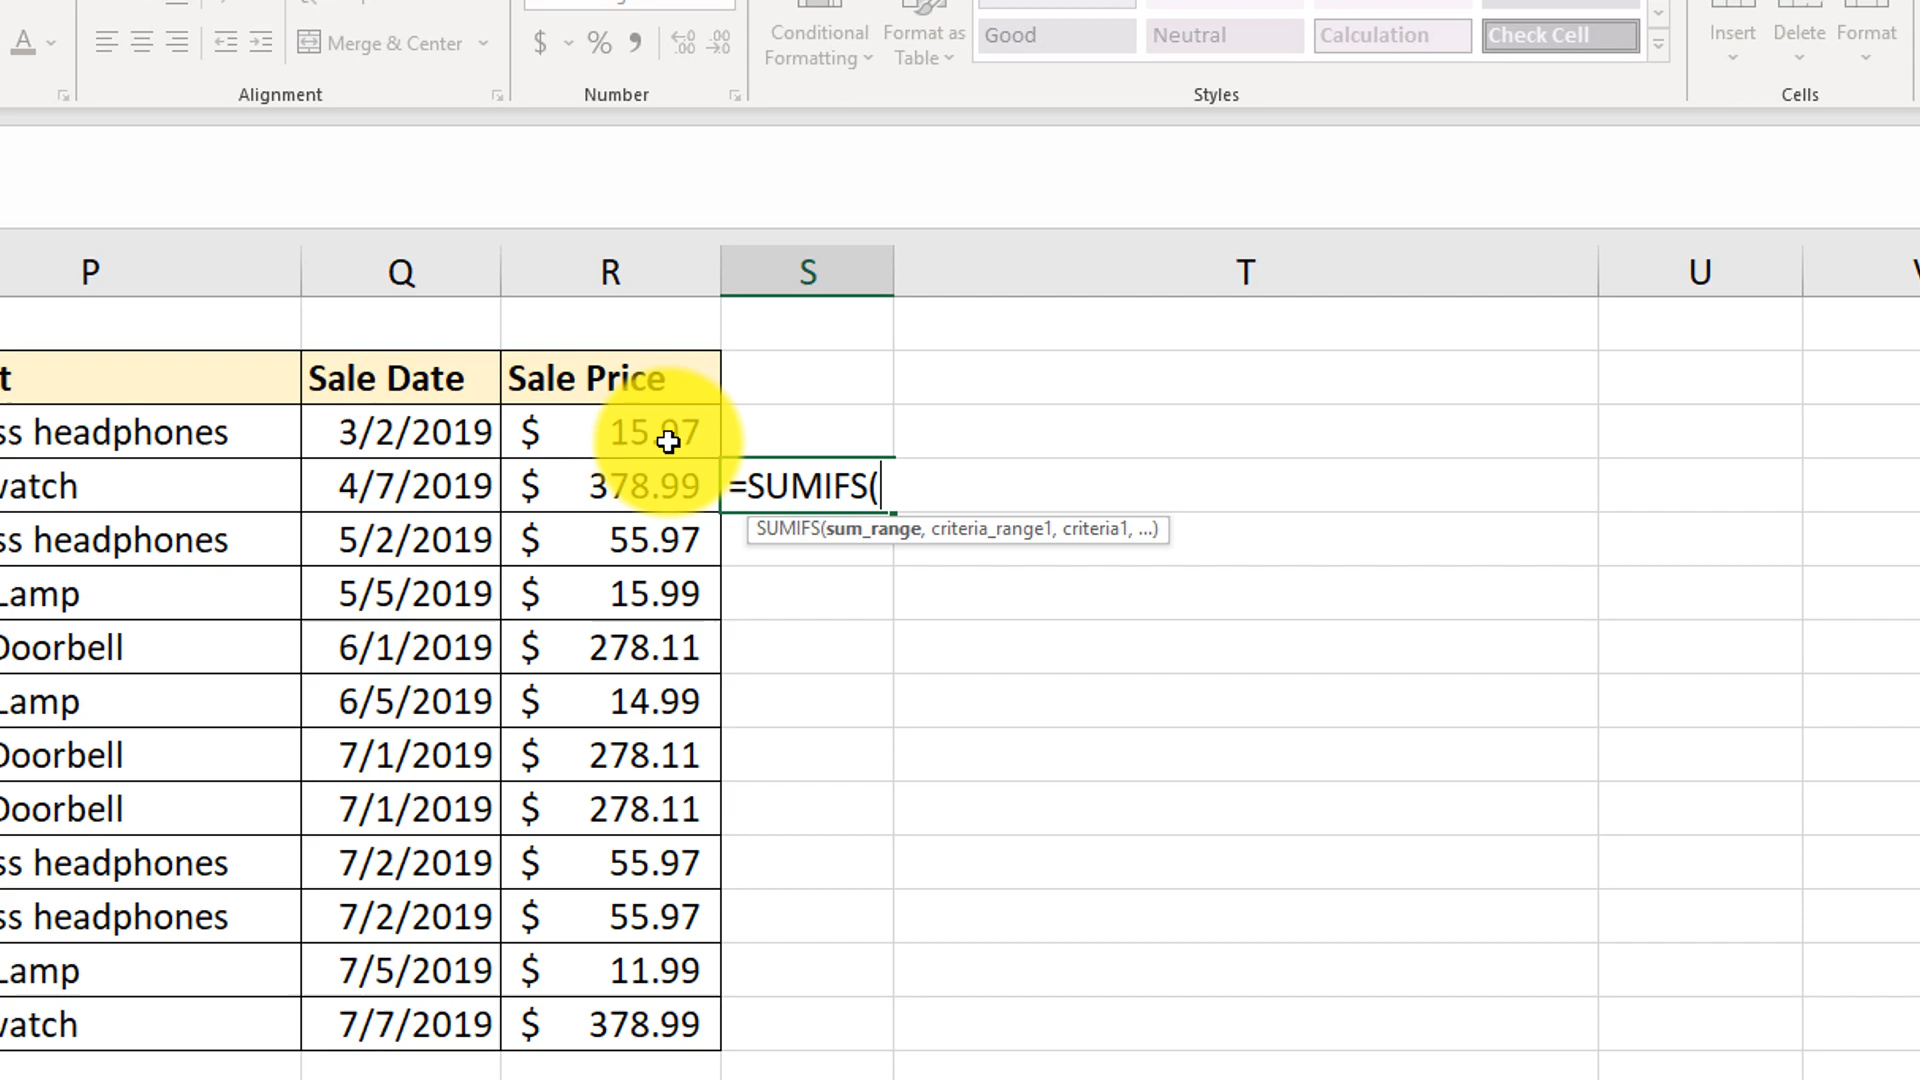 A
Merge & Center
$ % ,
Conditional Formatting
Format as Table
Good
Neutral
Calculation
Check Cell
Insert
Delete
Format
Alignment
Number
Styles
Cells
P Q R S T U
t Sale Date Sale Price
ss headphones 3/2/2019 $ 15.97
watch 4/7/2019 $ 378.99 =SUMIFS(
SUMIFS(sum_range, criteria_range1, criteria1, ...)
ss headphones 5/2/2019 $ 55.97
Lamp 5/5/2019 $ 15.99
Doorbell 6/1/2019 $ 278.11
Lamp 6/5/2019 $ 14.99
Doorbell 7/1/2019 $ 278.11
Doorbell 7/1/2019 $ 278.11
ss headphones 7/2/2019 $ 55.97
ss headphones 7/2/2019 $ 55.97
Lamp 7/5/2019 $ 11.99
watch 7/7/2019 $ 378.99